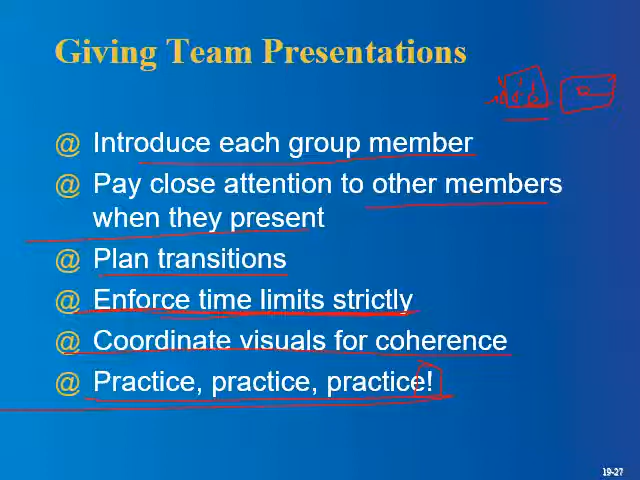 Giving Team Presentations
@ Introduce each group member
@ Pay close attention to other members
when they present
@ Plan transitions
@ Enforce time limits strictly
@ Coordinate visuals for coherence
@ Practice, practice, practice!
19-27